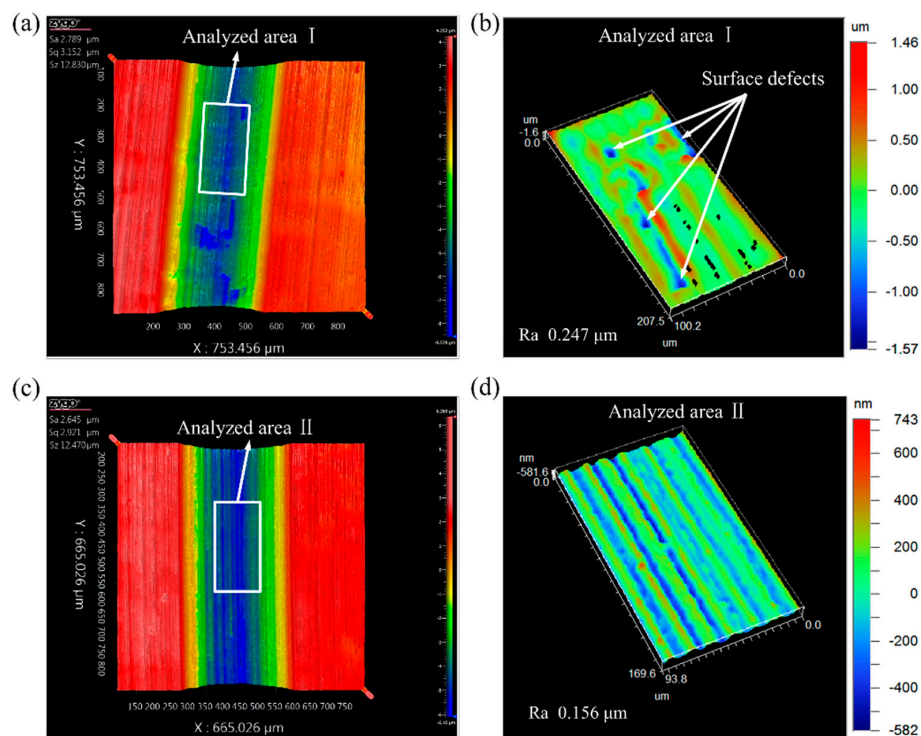 (a)
zygo
Sa 2.789 µm
Sq 3.152 µm
Sz 12.830 µm
Analyzed area Ⅰ
Y : 753.456 µm
100
200
300
400
500
600
700
800
200 300 400 500 600 700 800
X : 753.456 µm
(b)
Analyzed area Ⅰ
Surface defects
um
-1.6
0.0
0.0
207.5
100.2
um
Ra 0.247 µm
um
1.46
1.00
0.50
0.00
-0.50
-1.00
-1.57
(c)
zygo
Sa 2.645 µm
Sq 2.921 µm
Sz 12.470 µm
Analyzed area Ⅱ
Y : 665.026 µm
200 250 300 350 400 450 500 550 600 650 700 750 800
150 200 250 300 350 400 450 500 550 600 650 700 750
X : 665.026 µm
(d)
Analyzed area Ⅱ
nm
-581.6
0.0
0.0
169.6
93.8
um
Ra 0.156 µm
nm
743
600
400
200
0
-200
-400
-582